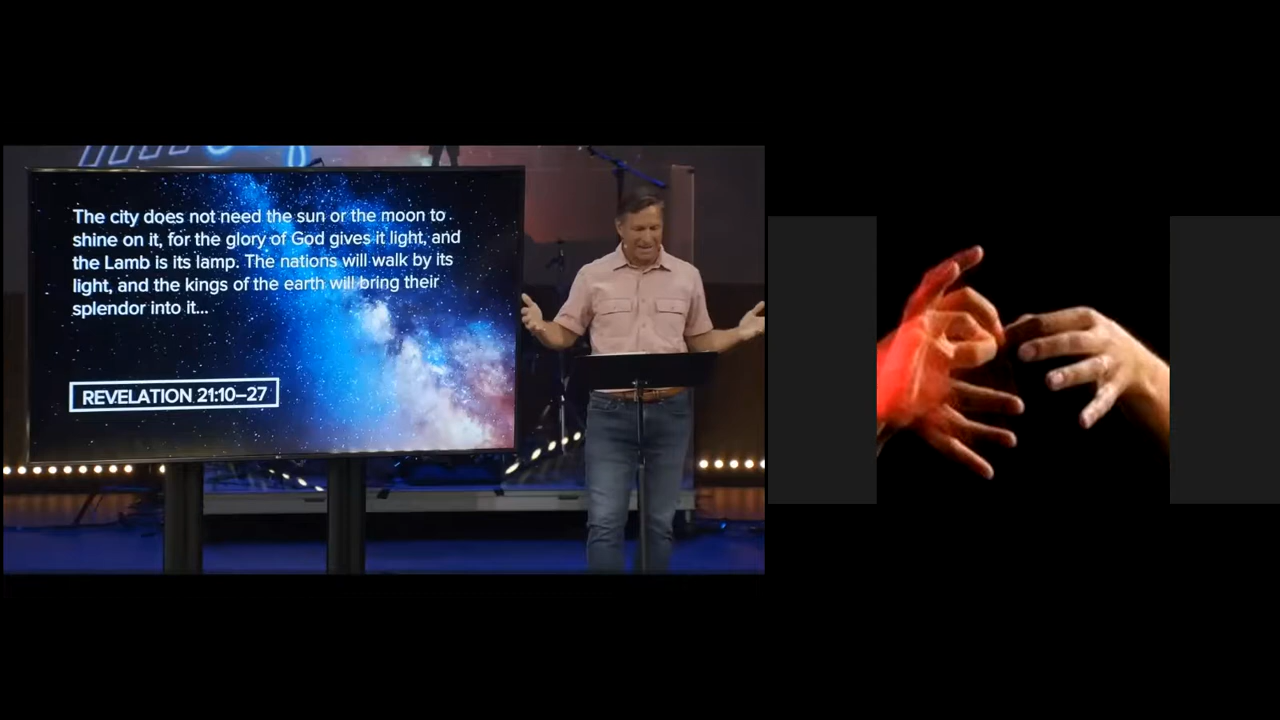 The city does not need the sun or the moon to
shine on it, for the glory of God gives it light, and
the Lamb is its lamp. The nations will walk by its
light, and the kings of the earth will bring their
splendor into it...
REVELATION 21:10–27